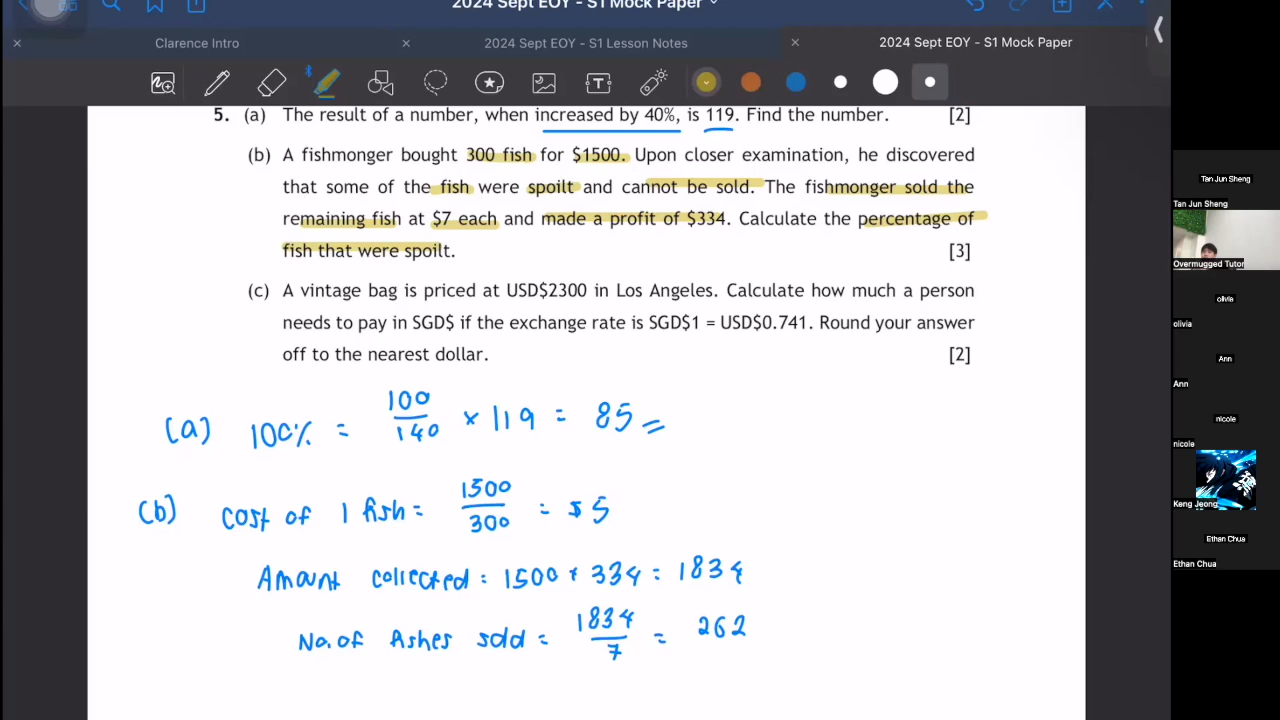 2024 Sept EOY - S1 Mock Paper
Clarence Intro
2024 Sept EOY - S1 Lesson Notes
2024 Sept EOY - S1 Mock Paper
5. (a) The result of a number, when increased by 40%, is 119. Find the number. [2]
(b) A fishmonger bought 300 fish for $1500. Upon closer examination, he discovered
that some of the fish were spoilt and cannot be sold. The fishmonger sold the
remaining fish at $7 each and made a profit of $334. Calculate the percentage of
fish that were spoilt. [3]
(c) A vintage bag is priced at USD$2300 in Los Angeles. Calculate how much a person
needs to pay in SGD$ if the exchange rate is SGD$1 = USD$0.741. Round your answer
off to the nearest dollar. [2]
(a) 100% = 100/140 × 119 = 85
(b) Cost of 1 fish = 1500/300 = $5
Amount collected = 1500 + 334 = 1834
No. of fishes sold = 1834/7 = 262
Tan Jun Sheng
Tan Jun Sheng
Overmugged Tutor
olivia
olivia
Ann
Ann
nicole
nicole
Keng Jeong
Ethan Chua
Ethan Chua